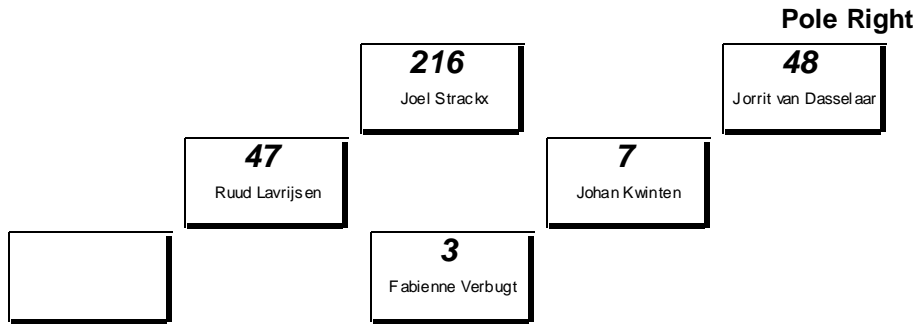 Pole Right
216
Joel Strackx
48
Jorrit van Dasselaar
47
Ruud Lavrijsen
7
Johan Kwinten
3
Fabienne Verbugt